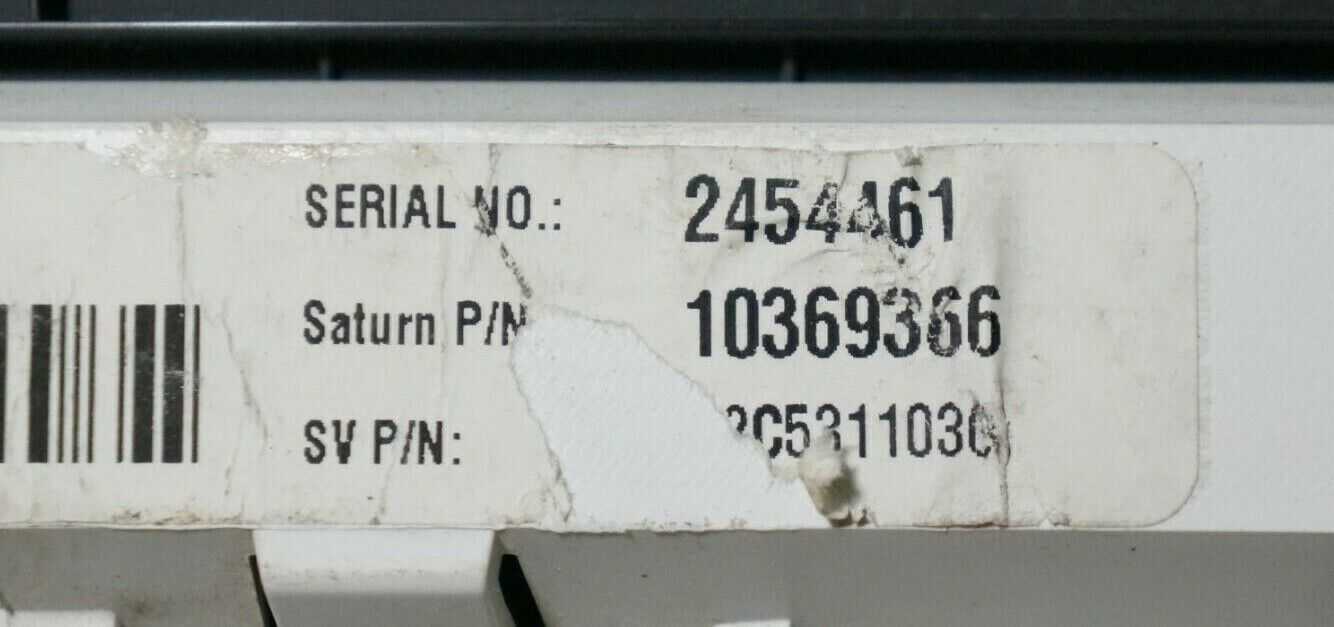 SERIAL NO.: 2454461
Saturn P/N 10369366
SV P/N: